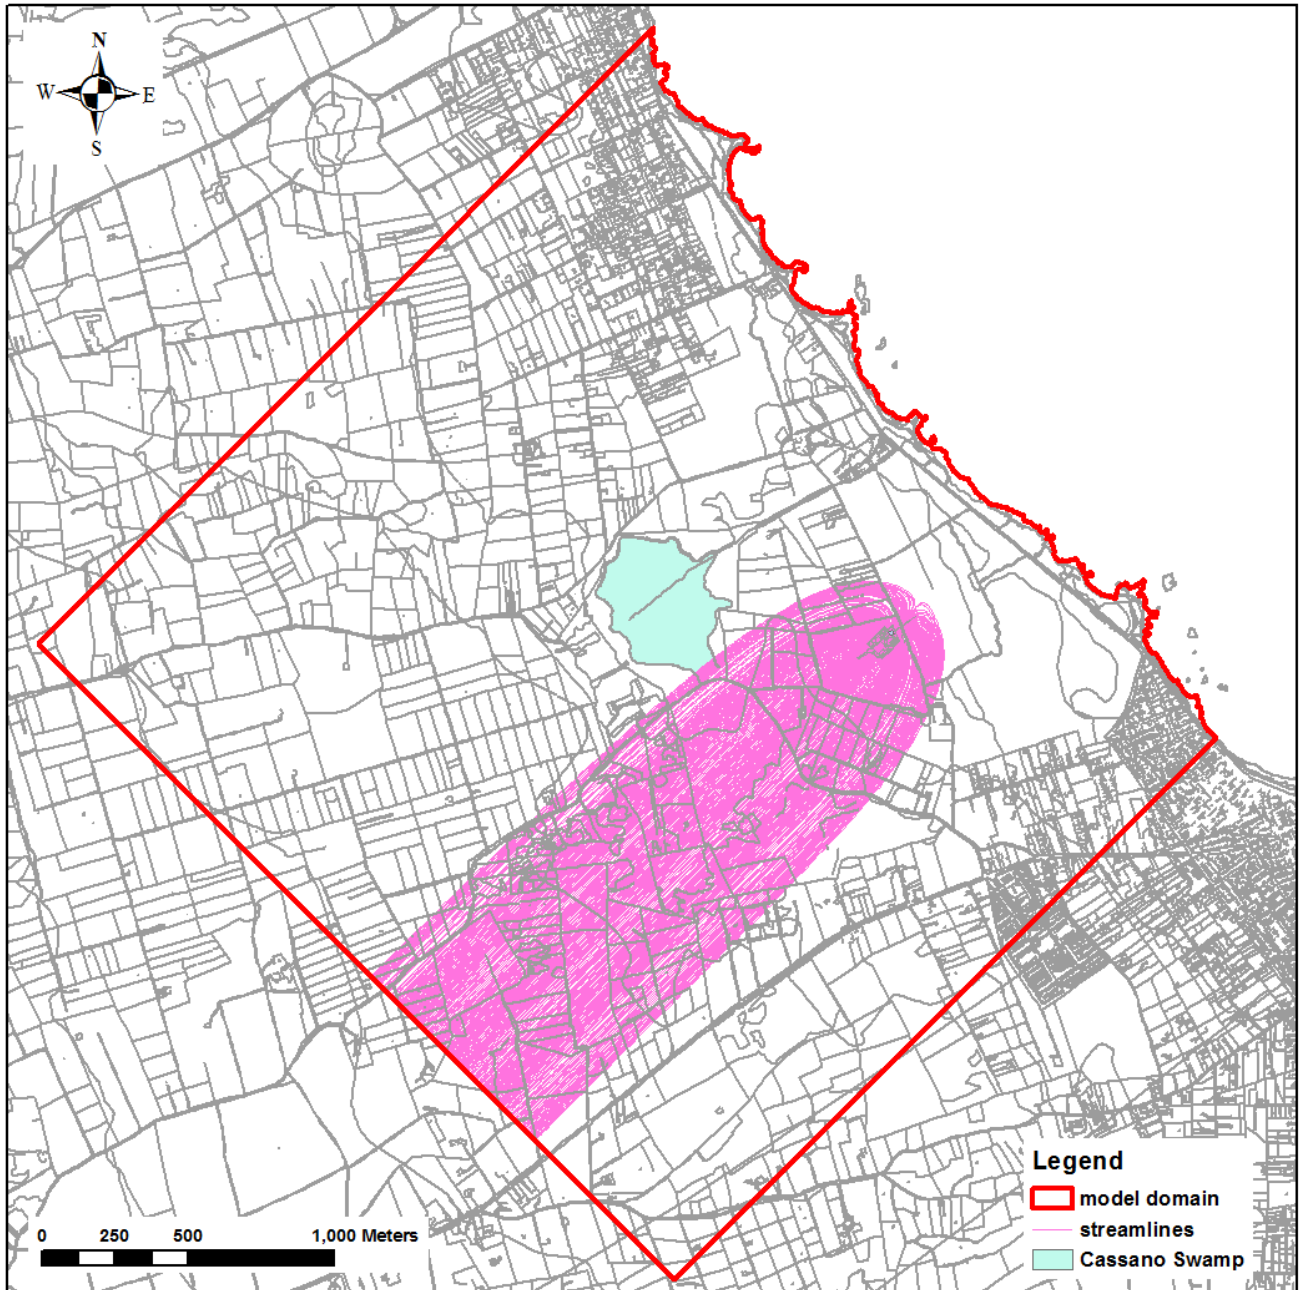 N
W E
S
Legend
model domain
streamlines
Cassano Swamp
0 250 500 1,000 Meters